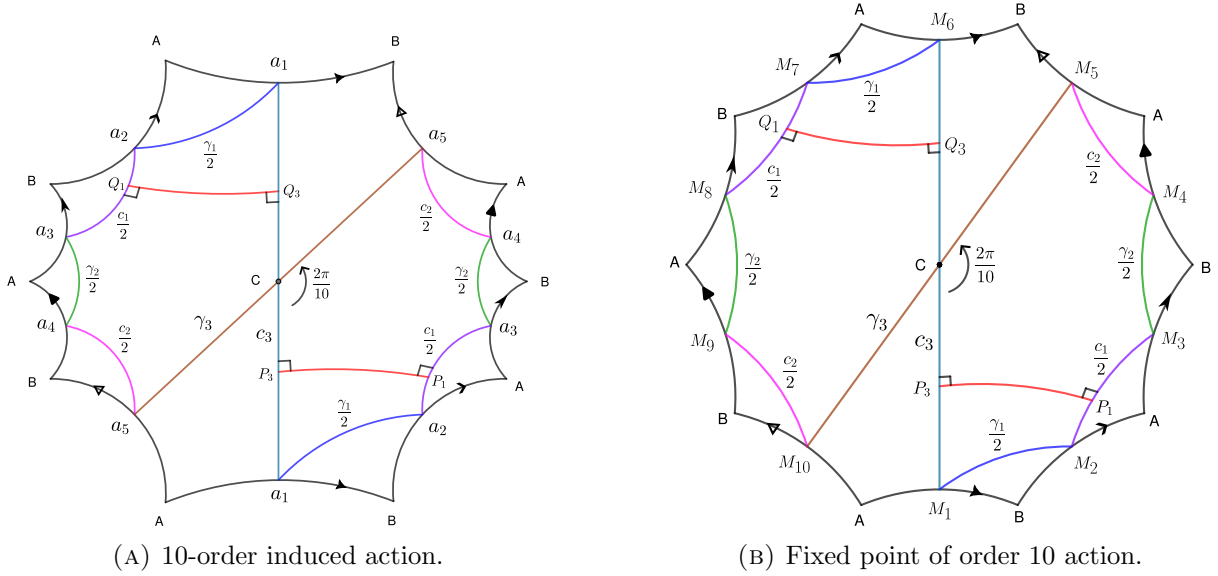 A
B
a₁
a₂
γ₁/2
a₅
B
Q₁
Q₃
A
c₁/2
c₂/2
a₃
a₄
A
γ₂/2
C
2π/10
γ₂/2
B
a₄
γ₃
c₃
a₃
c₂/2
c₁/2
B
P₃
P₁
A
a₅
γ₁/2
a₂
a₁
A
B
(A) 10-order induced action.
A
M₆
B
M₇
M₅
γ₁/2
B
Q₁
Q₃
A
c₁/2
c₂/2
M₈
M₄
A
γ₂/2
C
2π/10
γ₂/2
B
γ₃
c₃
M₉
M₃
c₂/2
c₁/2
P₃
P₁
B
A
γ₁/2
M₁₀
M₂
A
M₁
B
(B) Fixed point of order 10 action.